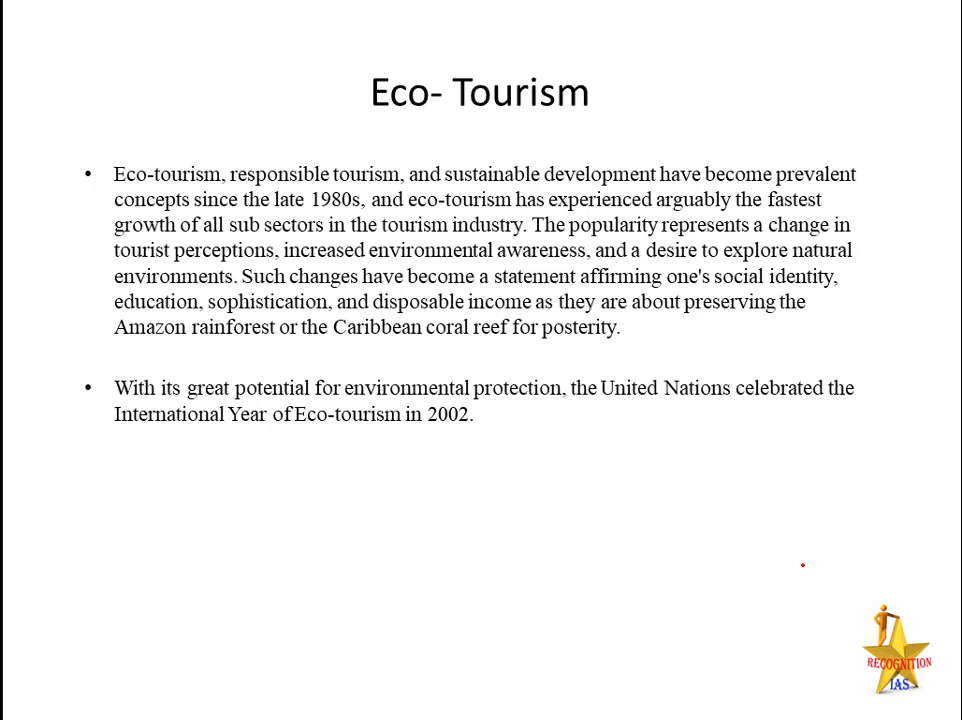 Eco- Tourism
• Eco-tourism, responsible tourism, and sustainable development have become prevalent
concepts since the late 1980s, and eco-tourism has experienced arguably the fastest
growth of all sub sectors in the tourism industry. The popularity represents a change in
tourist perceptions, increased environmental awareness, and a desire to explore natural
environments. Such changes have become a statement affirming one's social identity,
education, sophistication, and disposable income as they are about preserving the
Amazon rainforest or the Caribbean coral reef for posterity.
• With its great potential for environmental protection, the United Nations celebrated the
International Year of Eco-tourism in 2002.
RECOGNITION
IAS